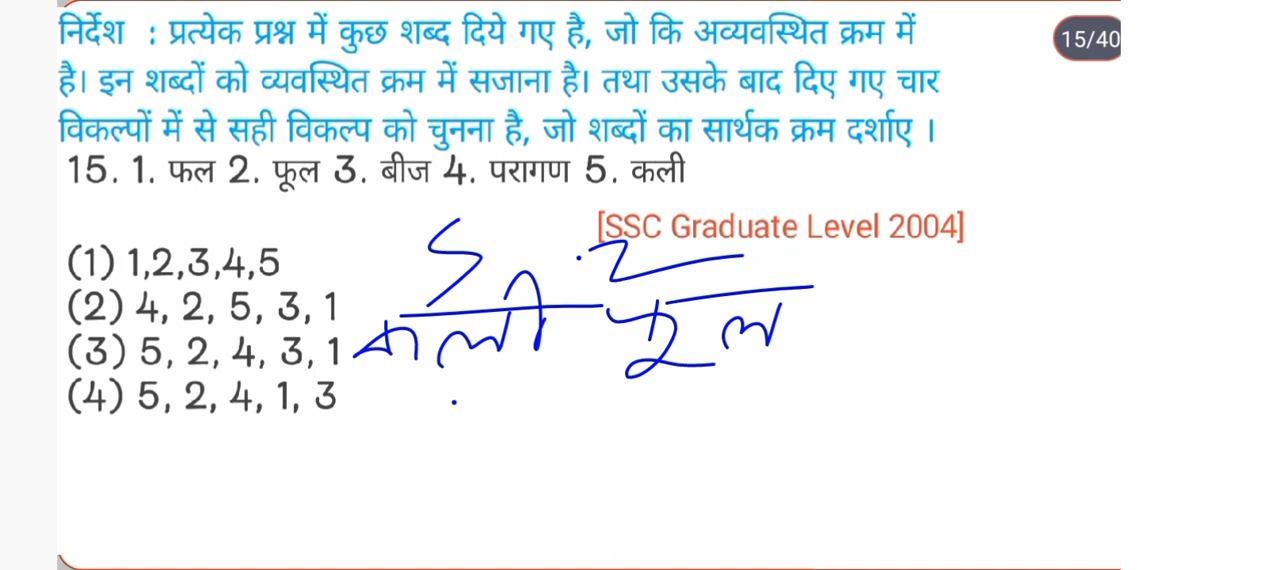 निर्देश : प्रत्येक प्रश्न में कुछ शब्द दिये गए है, जो कि अव्यवस्थित क्रम में
15/40
है। इन शब्दों को व्यवस्थित क्रम में सजाना है। तथा उसके बाद दिए गए चार
विकल्पों में से सही विकल्प को चुनना है, जो शब्दों का सार्थक क्रम दर्शाए ।
15. 1. फल 2. फूल 3. बीज 4. परागण 5. कली
[SSC Graduate Level 2004]
5 . 2
(1) 1,2,3,4,5
(2) 4, 2, 5, 3, 1
कली फूल
(3) 5, 2, 4, 3, 1
(4) 5, 2, 4, 1, 3